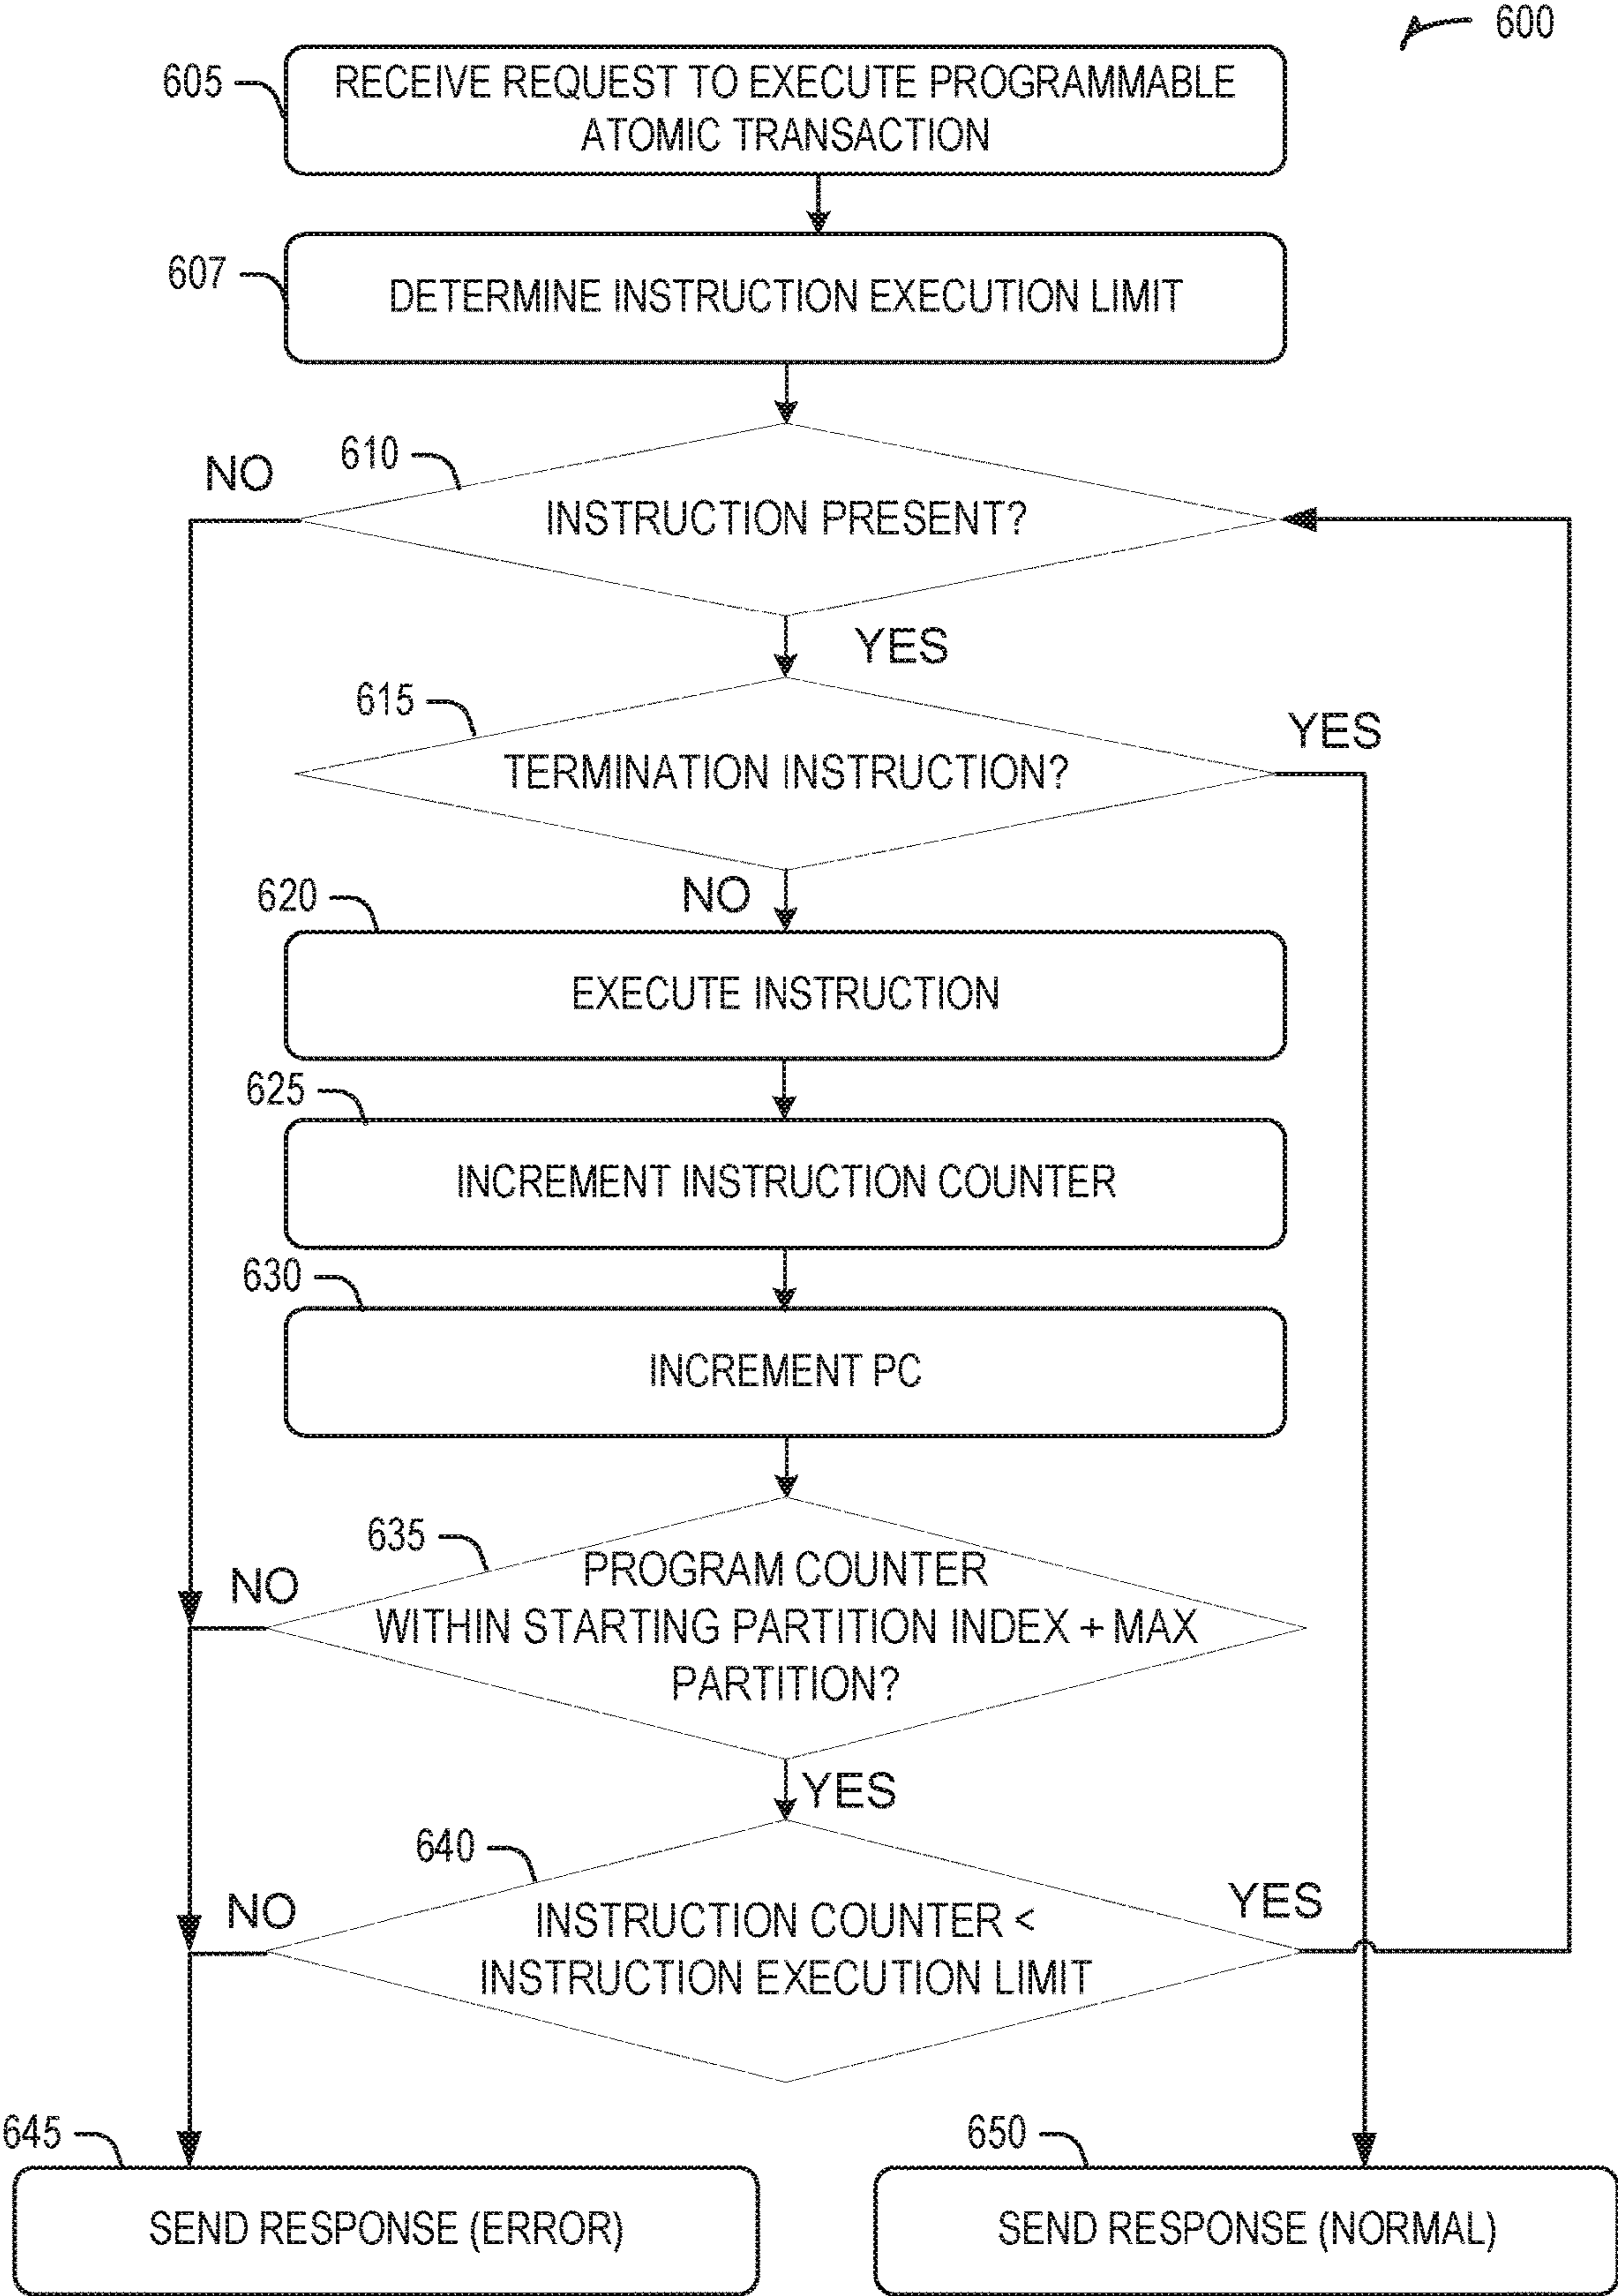 600
605
RECEIVE REQUEST TO EXECUTE PROGRAMMABLE
ATOMIC TRANSACTION
607
DETERMINE INSTRUCTION EXECUTION LIMIT
610
NO
INSTRUCTION PRESENT?
YES
615
YES
TERMINATION INSTRUCTION?
NO
620
EXECUTE INSTRUCTION
625
INCREMENT INSTRUCTION COUNTER
630
INCREMENT PC
635
NO
PROGRAM COUNTER
WITHIN STARTING PARTITION INDEX + MAX
PARTITION?
YES
640
NO
YES
INSTRUCTION COUNTER <
INSTRUCTION EXECUTION LIMIT
645
650
SEND RESPONSE (ERROR)
SEND RESPONSE (NORMAL)